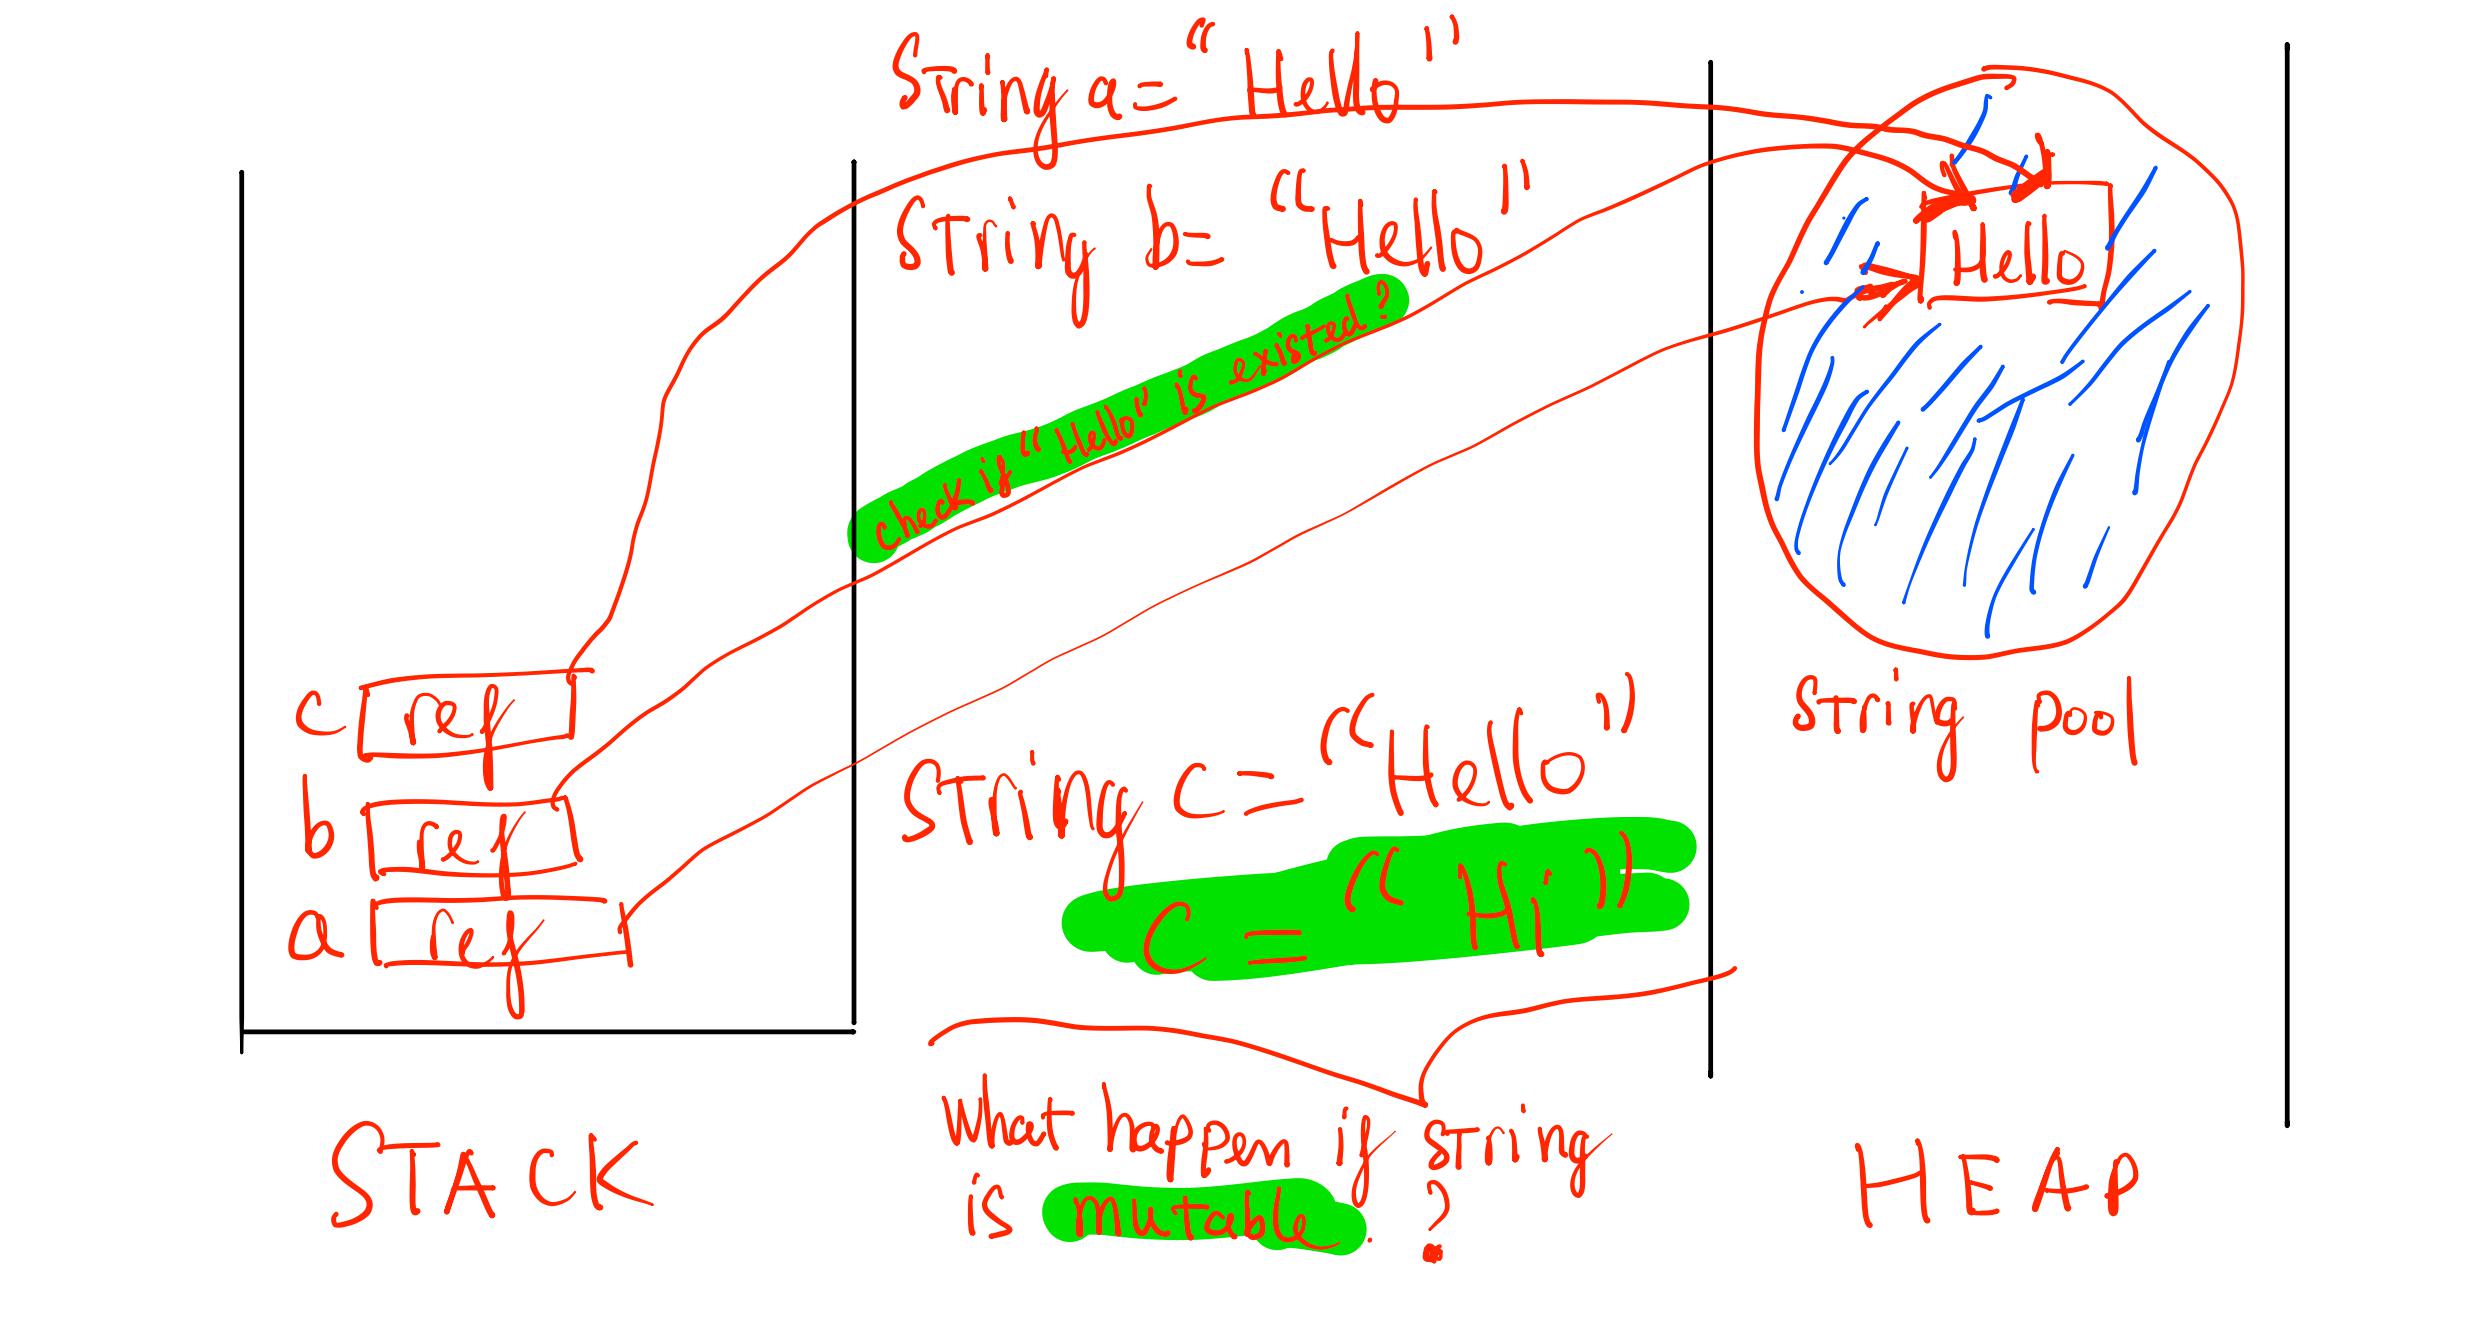 String a = "Hello"
String b = "Hello"
check if "Hello" is existed ?
Hello
String pool
c ref
b ref
a ref
String c = "Hello"
c = "Hi"
what happen if string
is mutable. ?
STACK
HEAP